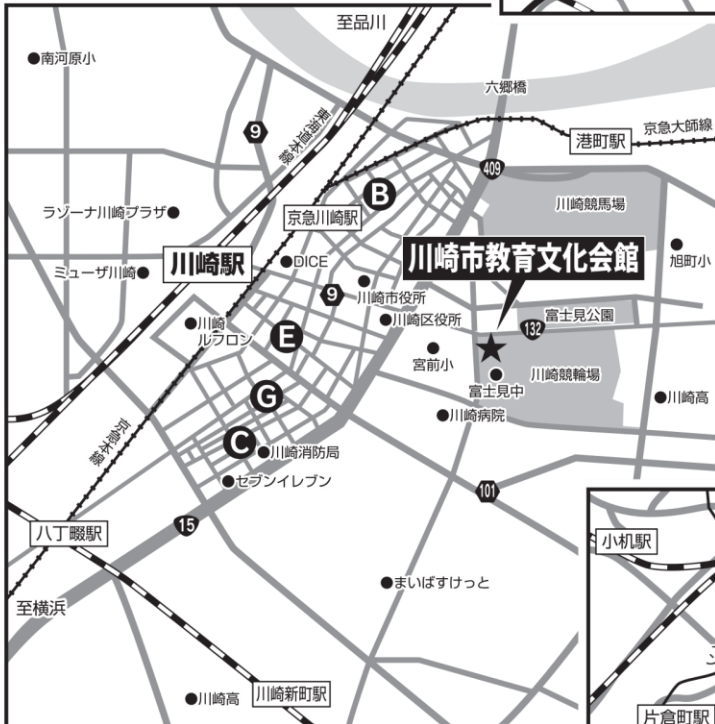 至品川
南河原小
六郷橋
東海道本線
9
港町駅
京急大師線
409
B
川崎競馬場
ラゾーナ川崎プラザ
京急川崎駅
川崎駅
DICE
川崎市教育文化会館
旭町小
ミューザ川崎
9
川崎市役所
富士見公園
川崎
ルフロン
川崎区役所
132
E
宮前小
富士見中
川崎競輪場
G
川崎病院
川崎高
京急本線
C
川崎消防局
セブンイレブン
101
15
八丁畷駅
小机駅
まいばすけっと
至横浜
川崎高
川崎新町駅
片倉町駅